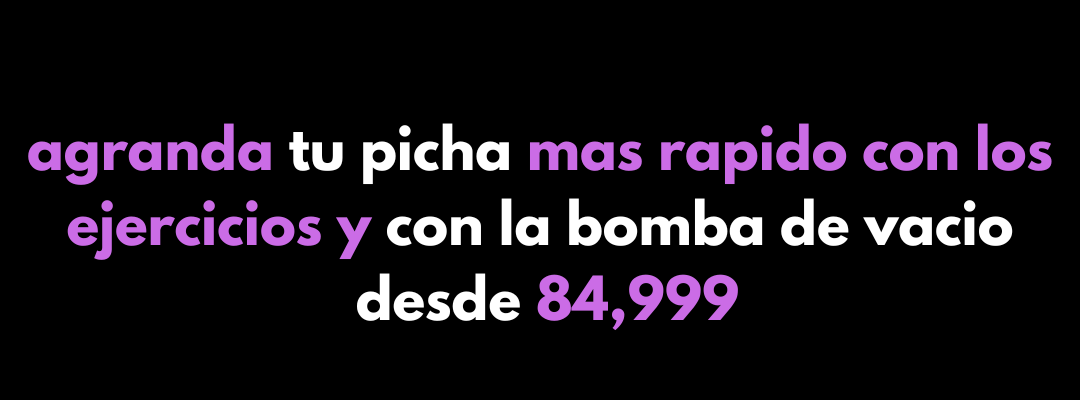 agranda tu picha mas rapido con los
ejercicios y con la bomba de vacio
desde 84,999